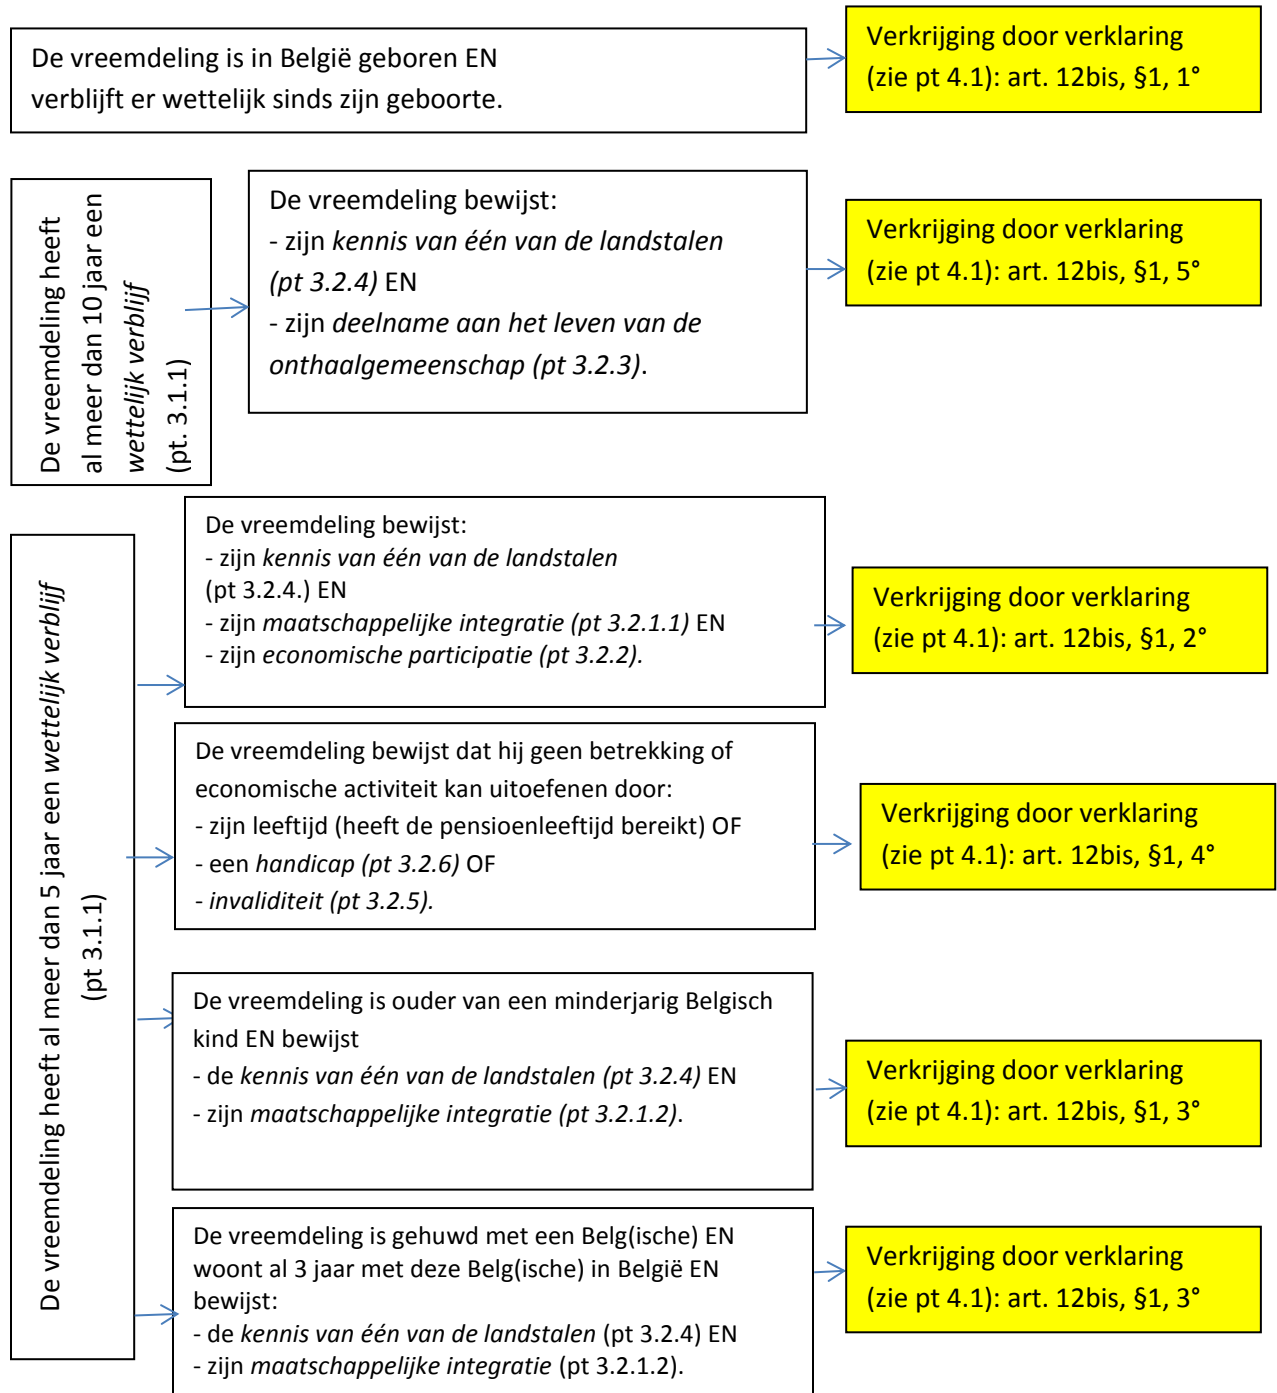 De vreemdeling is in België geboren EN
verblijft er wettelijk sinds zijn geboorte.
Verkrijging door verklaring
(zie pt 4.1): art. 12bis, §1, 1°
De vreemdeling heeft
al meer dan 10 jaar een
wettelijk verblijf
(pt. 3.1.1)
De vreemdeling bewijst:
- zijn kennis van één van de landstalen
(pt 3.2.4) EN
- zijn deelname aan het leven van de
onthaalgemeenschap (pt 3.2.3).
Verkrijging door verklaring
(zie pt 4.1): art. 12bis, §1, 5°
De vreemdeling heeft al meer dan 5 jaar een wettelijk verblijf
(pt 3.1.1)
De vreemdeling bewijst:
- zijn kennis van één van de landstalen
(pt 3.2.4.) EN
- zijn maatschappelijke integratie (pt 3.2.1.1) EN
- zijn economische participatie (pt 3.2.2).
Verkrijging door verklaring
(zie pt 4.1): art. 12bis, §1, 2°
De vreemdeling bewijst dat hij geen betrekking of
economische activiteit kan uitoefenen door:
- zijn leeftijd (heeft de pensioenleeftijd bereikt) OF
- een handicap (pt 3.2.6) OF
- invaliditeit (pt 3.2.5).
Verkrijging door verklaring
(zie pt 4.1): art. 12bis, §1, 4°
De vreemdeling is ouder van een minderjarig Belgisch
kind EN bewijst
- de kennis van één van de landstalen (pt 3.2.4) EN
- zijn maatschappelijke integratie (pt 3.2.1.2).
Verkrijging door verklaring
(zie pt 4.1): art. 12bis, §1, 3°
De vreemdeling is gehuwd met een Belg(ische) EN
woont al 3 jaar met deze Belg(ische) in België EN
bewijst:
- de kennis van één van de landstalen (pt 3.2.4) EN
- zijn maatschappelijke integratie (pt 3.2.1.2).
Verkrijging door verklaring
(zie pt 4.1): art. 12bis, §1, 3°